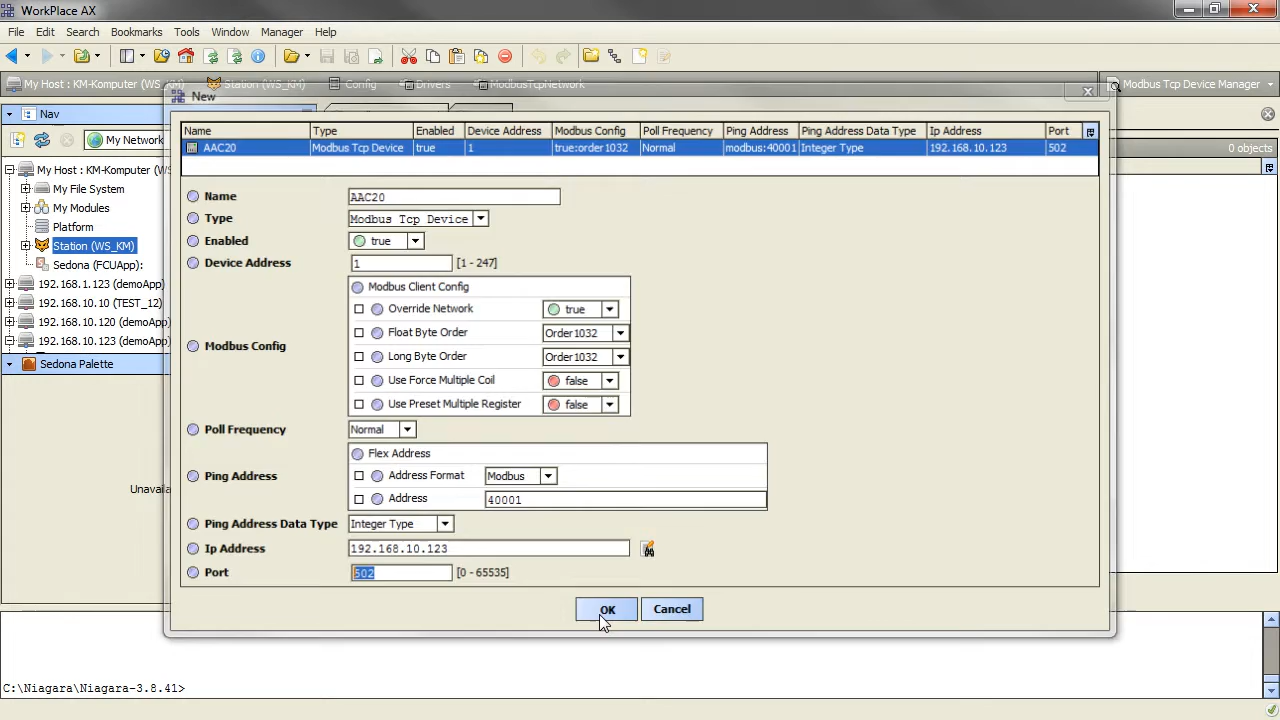 WorkPlace AX
File Edit Search Bookmarks Tools Window Manager Help
My Host : KM-Komputer (WS_KM) Station (WS_KM) Config Drivers ModbusTcpNetwork Modbus Tcp Device Manager
New
Nav
My Network
My Host : KM-Komputer (WS_K
My File System
My Modules
Platform
Station (WS_KM)
Sedona (FCUApp):
192.168.1.123 (demoApp)
192.168.10.10 (TEST_12)
192.168.10.120 (demoApp)
192.168.10.123 (demoApp)
Sedona Palette
Name Type Enabled Device Address Modbus Config Poll Frequency Ping Address Ping Address Data Type Ip Address Port
AAC20 Modbus Tcp Device true 1 true:order1032 Normal modbus:40001 Integer Type 192.168.10.123 502
0 objects
Name AAC20
Type Modbus Tcp Device
Enabled true
Device Address 1 [1 - 247]
Modbus Config
Modbus Client Config
Override Network true
Float Byte Order Order1032
Long Byte Order Order1032
Use Force Multiple Coil false
Use Preset Multiple Register false
Poll Frequency Normal
Ping Address
Flex Address
Address Format Modbus
Address 40001
Ping Address Data Type Integer Type
Ip Address 192.168.10.123
Port 502 [0 - 65535]
OK Cancel
Unavail
C:\Niagara\Niagara-3.8.41>